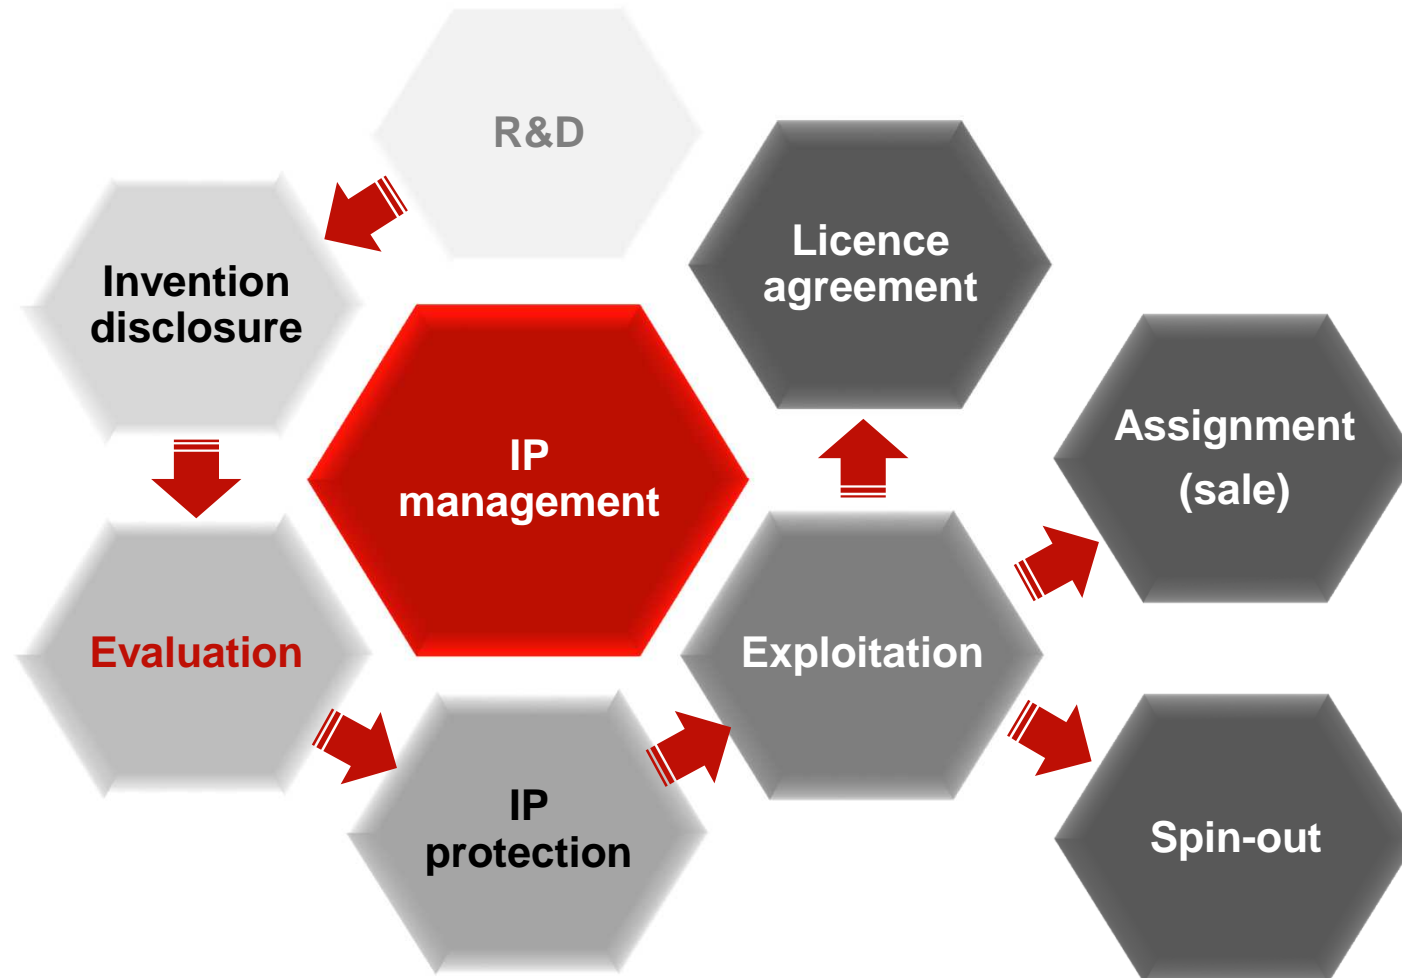 R&D
Invention
disclosure
Evaluation
IP
management
IP
protection
Exploitation
Licence
agreement
Assignment
(sale)
Spin-out